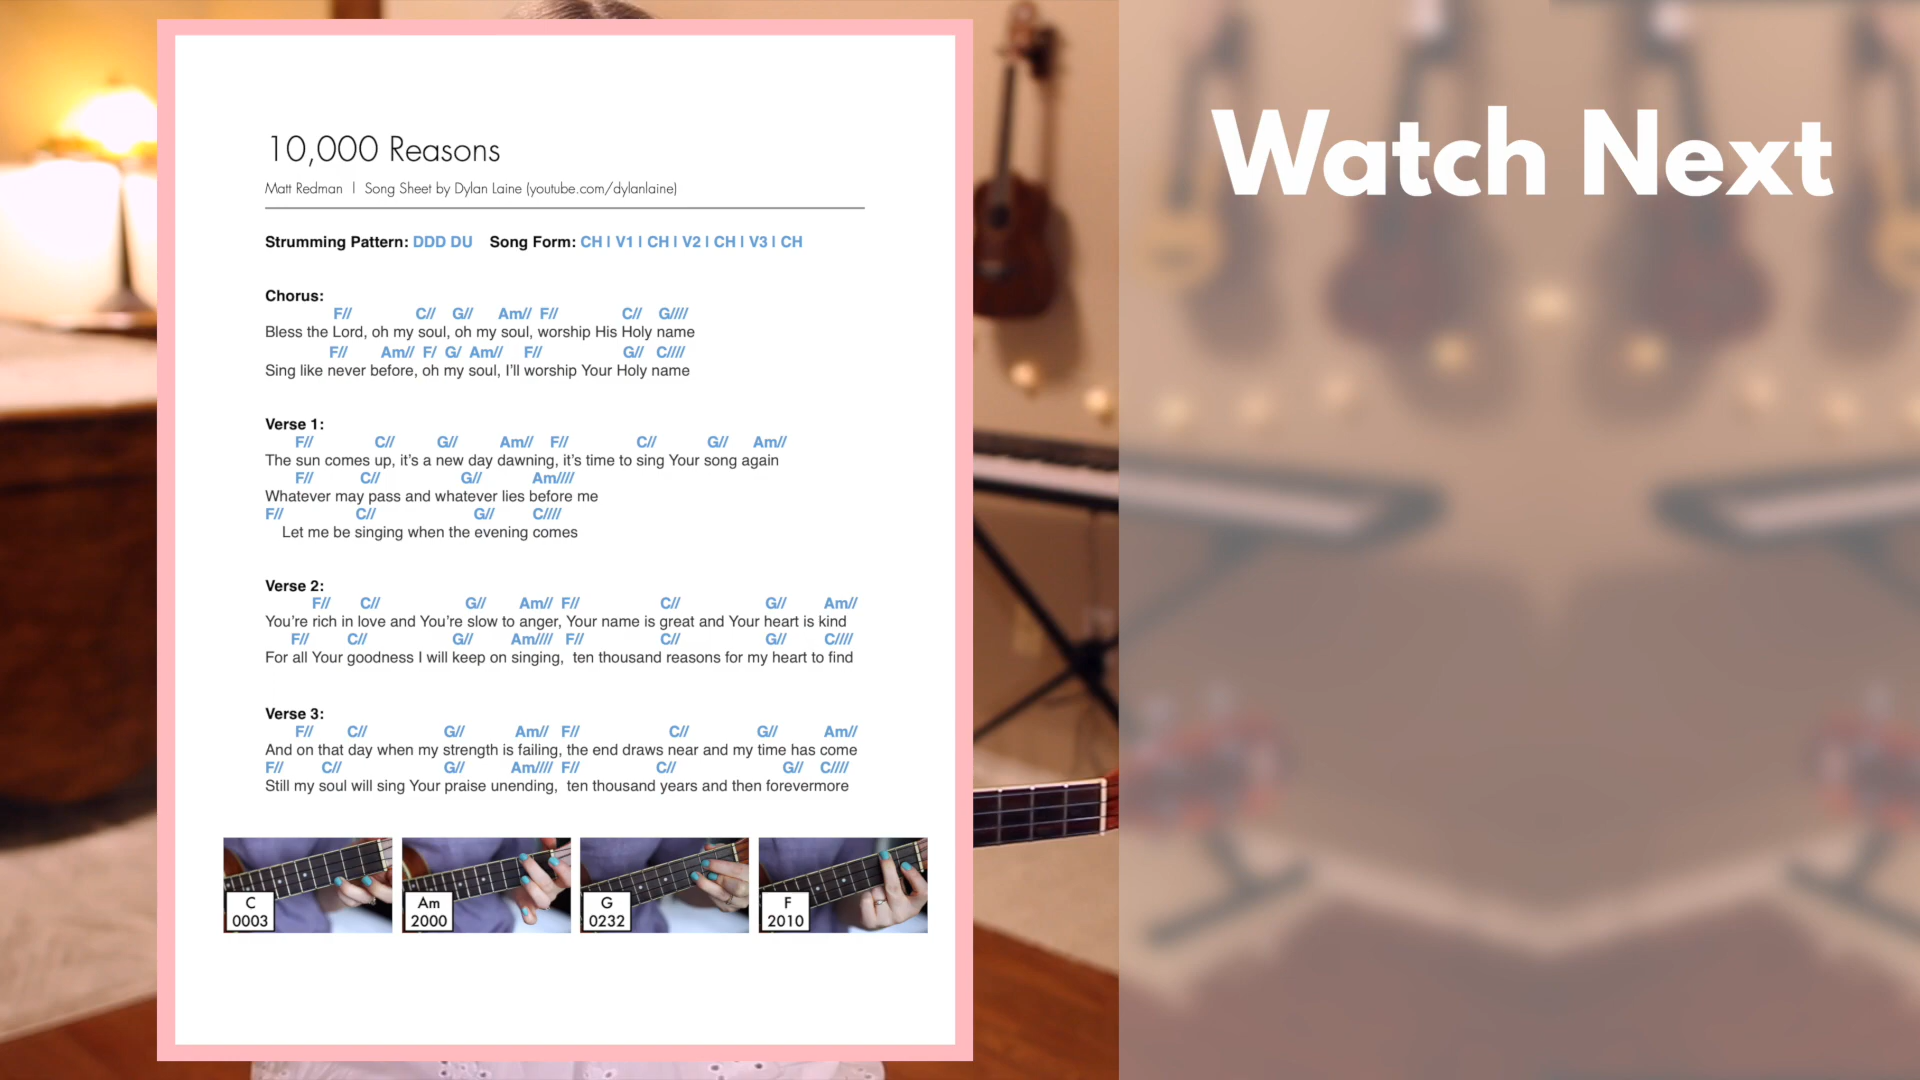 10,000 Reasons
Matt Redman | Song Sheet by Dylan Laine (youtube.com/dylanlaine)
Strumming Pattern: DDD DU Song Form: CH | V1 | CH | V2 | CH | V3 | CH
Chorus:
F// C// G// Am// F// C// G////
Bless the Lord, oh my soul, oh my soul, worship His Holy name
F// Am// F/ G/ Am// F// G// C////
Sing like never before, oh my soul, I'll worship Your Holy name
Verse 1:
F// C// G// Am// F// C// G// Am//
The sun comes up, it's a new day dawning, it's time to sing Your song again
F// C// G// Am////
Whatever may pass and whatever lies before me
F// C// G// C////
Let me be singing when the evening comes
Verse 2:
F// C// G// Am// F// C// G// Am//
You're rich in love and You're slow to anger, Your name is great and Your heart is kind
F// C// G// Am//// F// C// G// C////
For all Your goodness I will keep on singing, ten thousand reasons for my heart to find
Verse 3:
F// C// G// Am// F// C// G// Am//
And on that day when my strength is failing, the end draws near and my time has come
F// C// G// Am//// F// C// G// C////
Still my soul will sing Your praise unending, ten thousand years and then forevermore
C
0003
Am
2000
G
0232
F
2010
Watch Next